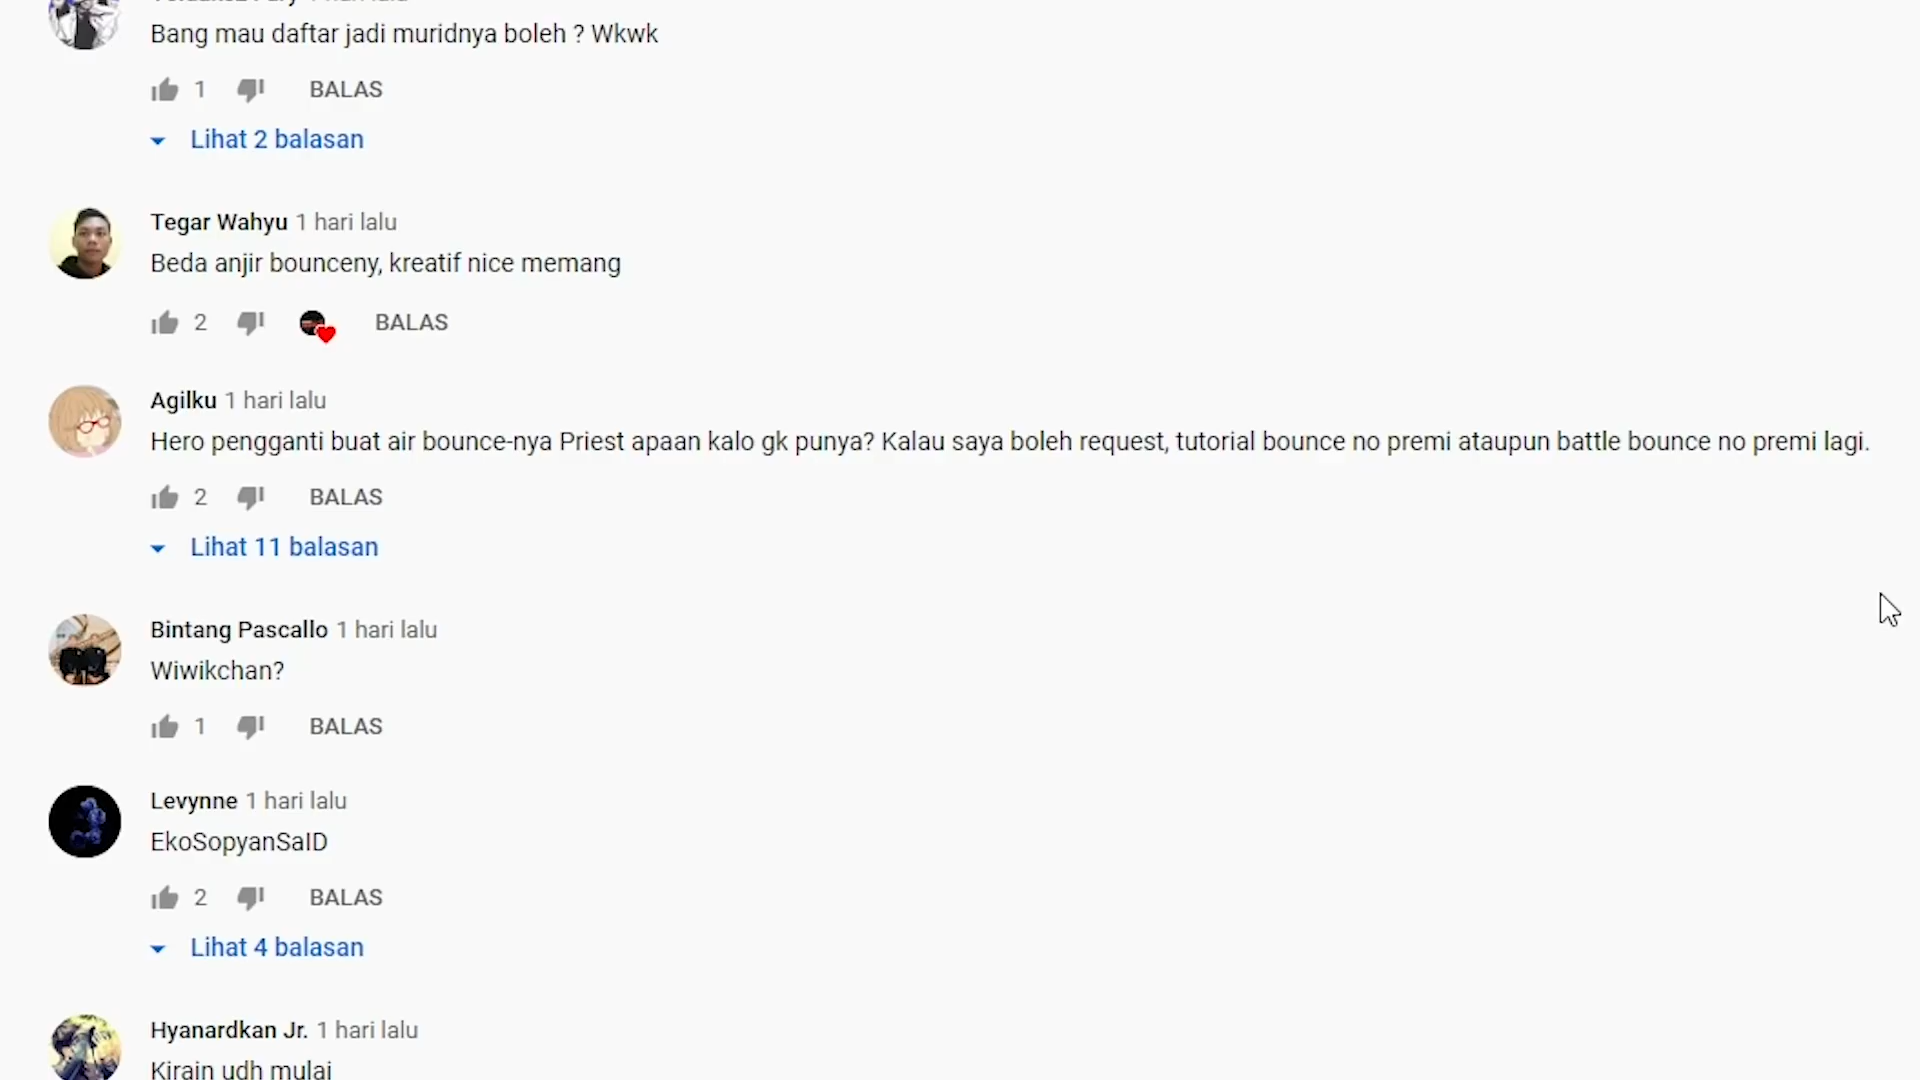 Bang mau daftar jadi muridnya boleh ? Wkwk
1 BALAS
Lihat 2 balasan
Tegar Wahyu 1 hari lalu
Beda anjir bounceny, kreatif nice memang
2 BALAS
Agilku 1 hari lalu
Hero pengganti buat air bounce-nya Priest apaan kalo gk punya? Kalau saya boleh request, tutorial bounce no premi ataupun battle bounce no premi lagi.
2 BALAS
Lihat 11 balasan
Bintang Pascallo 1 hari lalu
Wiwikchan?
1 BALAS
Levynne 1 hari lalu
EkoSopyanSaID
2 BALAS
Lihat 4 balasan
Hyanardkan Jr. 1 hari lalu
Kirain udh mulai